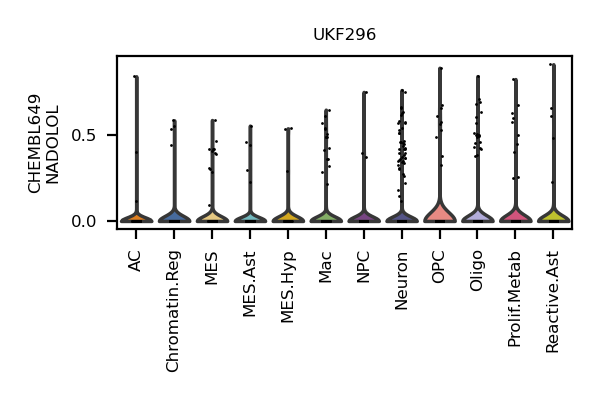 UKF296
CHEMBL649
NADOLOL
0.5
0.0
AC
Chromatin.Reg
MES
MES.Ast
MES.Hyp
Mac
NPC
Neuron
OPC
Oligo
Prolif.Metab
Reactive.Ast